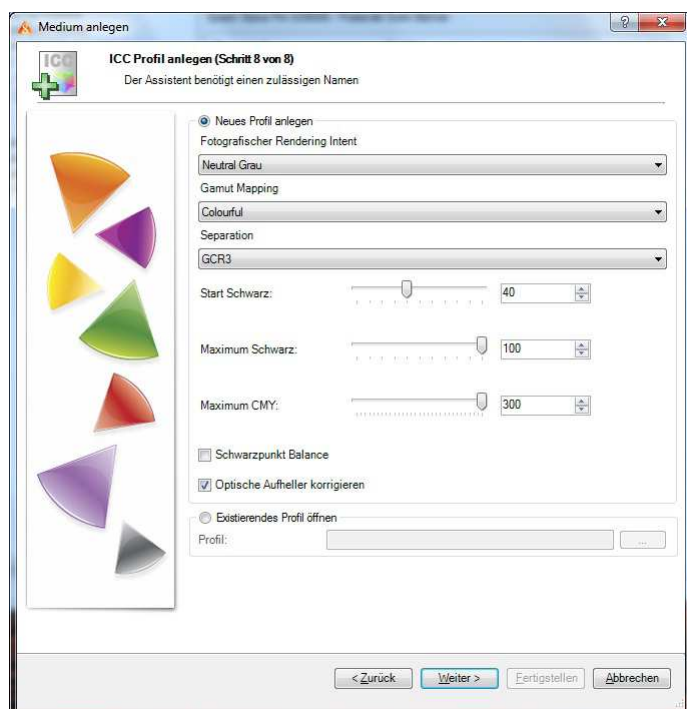 Medium anlegen
ICC
ICC Profil anlegen (Schritt 8 von 8)
Der Assistent benötigt einen zulässigen Namen
Neues Profil anlegen
Fotografischer Rendering Intent
Neutral Grau
Gamut Mapping
Colourful
Separation
GCR3
Start Schwarz: 40
Maximum Schwarz: 100
Maximum CMY: 300
Schwarzpunkt Balance
Optische Aufheller korrigieren
Existierendes Profil öffnen
Profil: ...
< Zurück Weiter > Fertigstellen Abbrechen